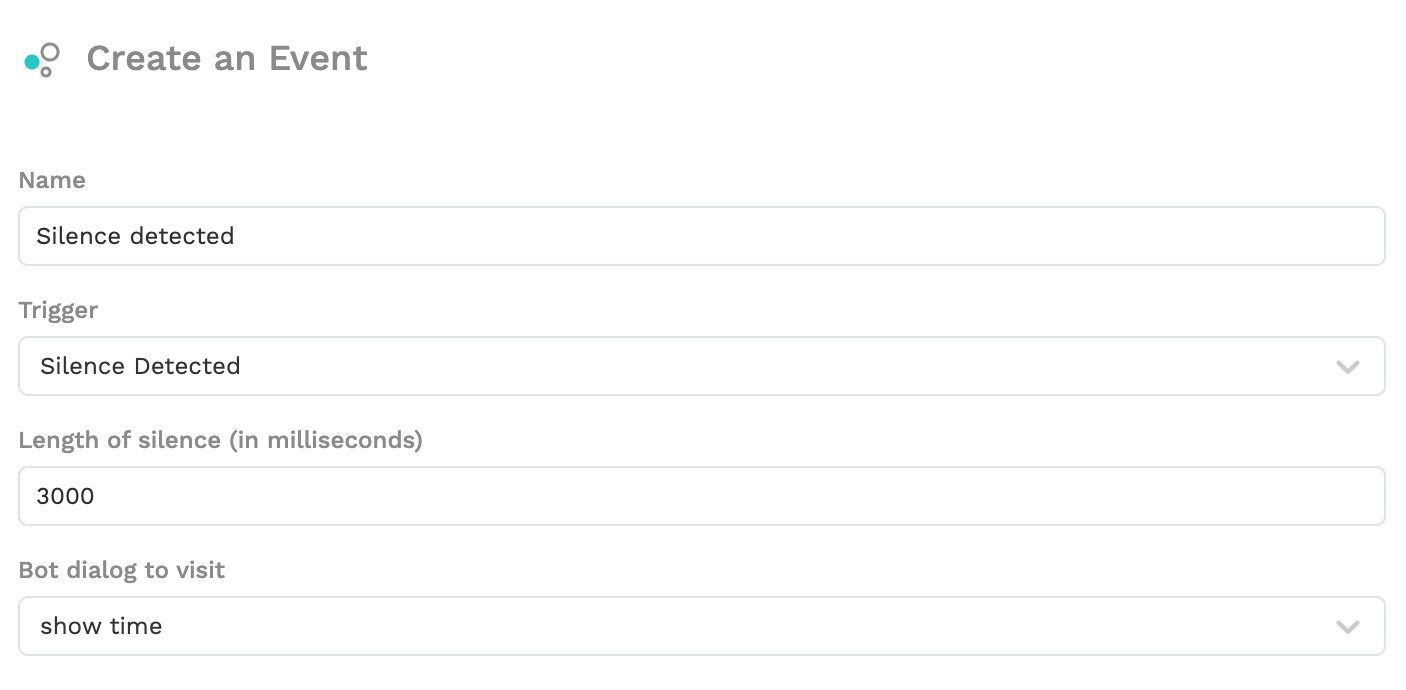 Create an Event
Name
Silence detected
Trigger
Silence Detected
Length of silence (in milliseconds)
3000
Bot dialog to visit
show time